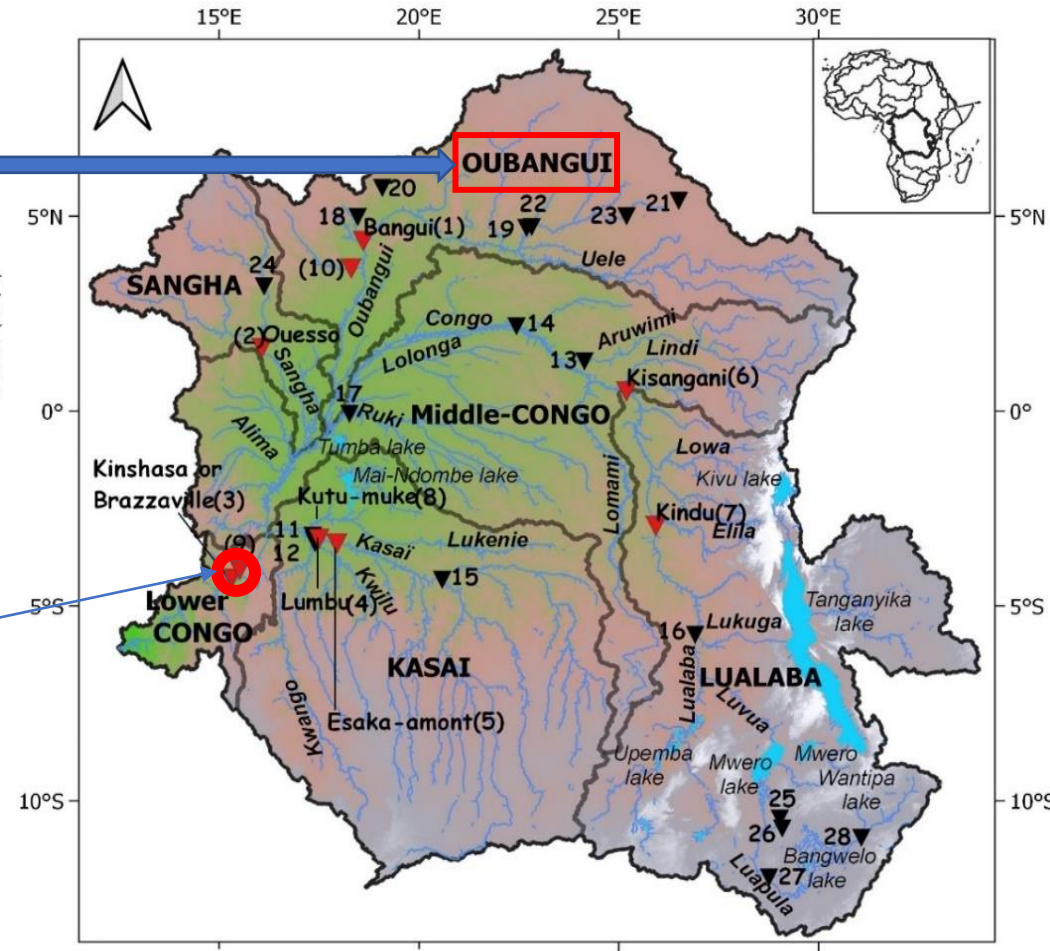 15°E 20°E 25°E 30°E
OUBANGUI
20
22
21
18
Bangui(1)
19
23
5°N
5°N
Uele
(10)
24
SANGHA
Oubangui
Congo
14
Aruwimi
(2)Ouesso
Lolonga
Lindi
13
Sangha
Kisangani(6)
17
0°
0°
Ruki
Middle-CONGO
Alima
Tumba lake
Lowa
Kinshasa or
Brazzaville(3)
Mai-Ndombe lake
Kivu lake
Kutu-muke(8)
Lomami
Kindu(7)
Elila
11
12
(9)
Kasaï
Lukenie
Kwilu
15
5°S
5°S
Lower
CONGO
Lumbu(4)
Tanganyika
lake
16
Lukuga
KASAI
Lualaba
LUALABA
Kwango
Luvua
Esaka-amont(5)
Upemba
lake
Mwero
lake
Mwero
Wantipa
lake
10°S
10°S
25
26
28
Bangwelo
lake
27
Luapula